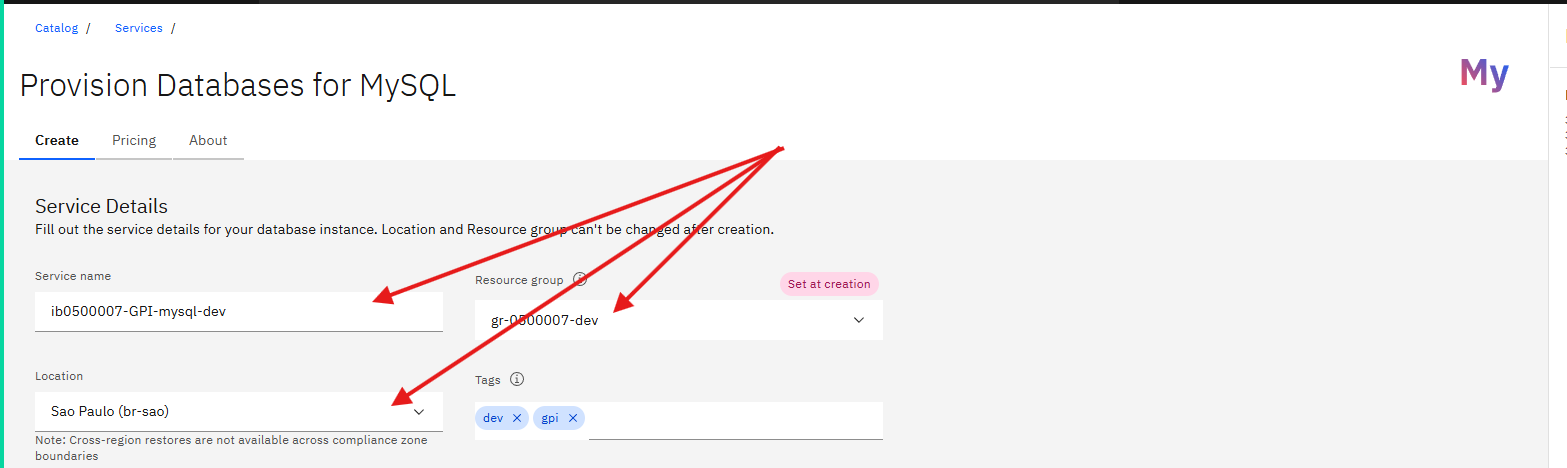 Catalog / Services /
Provision Databases for MySQL
My
Create Pricing About
Service Details
Fill out the service details for your database instance. Location and Resource group can't be changed after creation.
Service name
ib0500007-GPI-mysql-dev
Resource group
Set at creation
gr-0500007-dev
Location
Sao Paulo (br-sao)
Note: Cross-region restores are not available across compliance zone
boundaries
Tags
dev × gpi ×